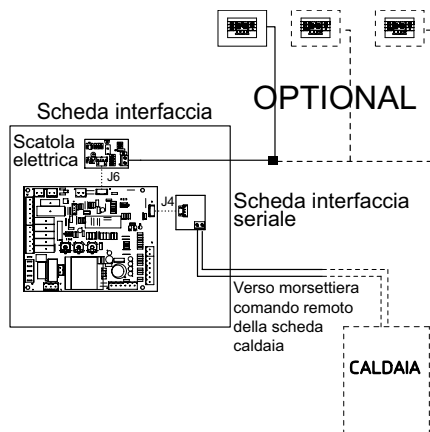 OPTIONAL
Scheda interfaccia
Scatola
elettrica
J6
J4
Scheda interfaccia
seriale
Verso morsettiera
comando remoto
della scheda
caldaia
CALDAIA